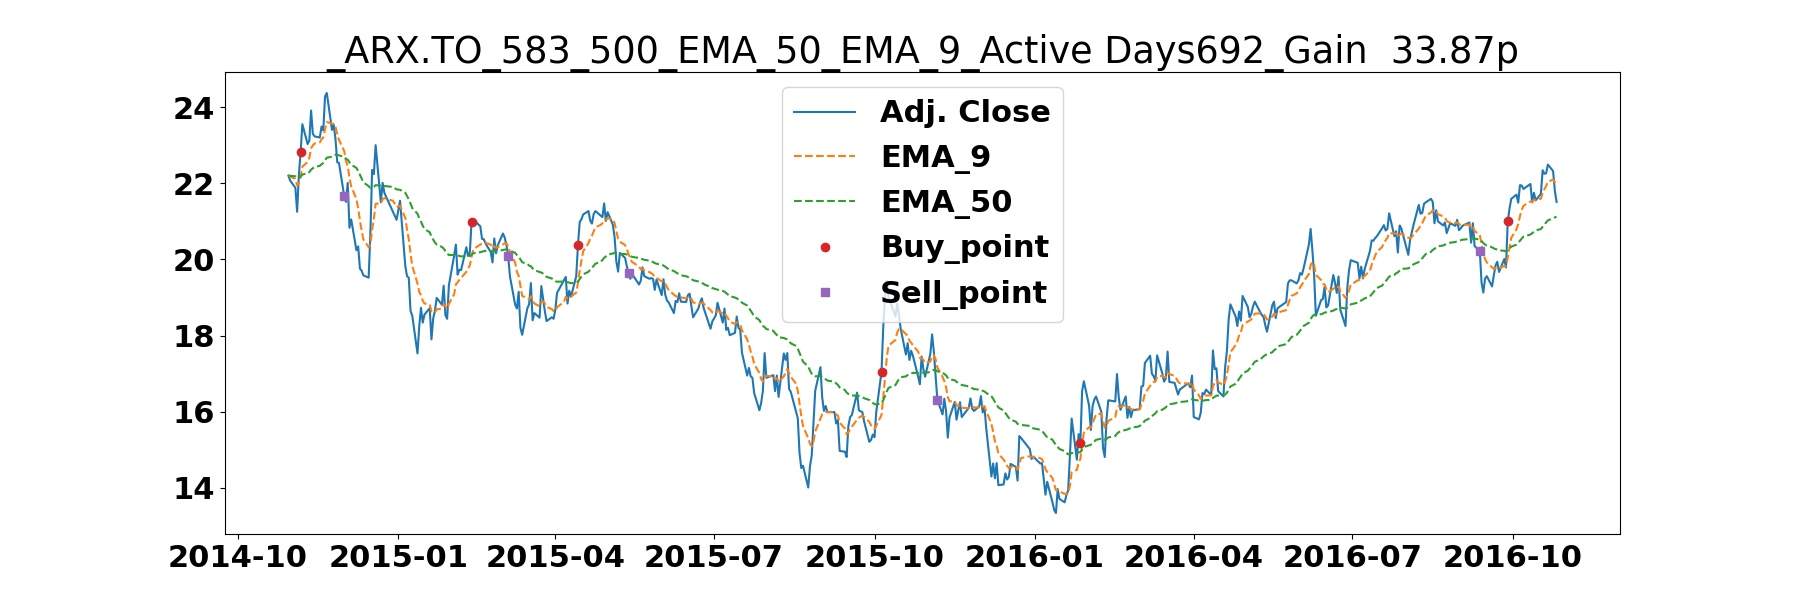 _ARX.TO_583_500_EMA_50_EMA_9_Active Days692_Gain  33.87p
Adj. Close
EMA_9
EMA_50
Buy_point
Sell_point
24
22
20
18
16
14
2014-10 2015-01 2015-04 2015-07 2015-10 2016-01 2016-04 2016-07 2016-10